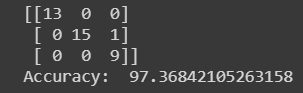 [[13  0  0]
 [ 0 15  1]
 [ 0  0  9]]
Accuracy:  97.36842105263158